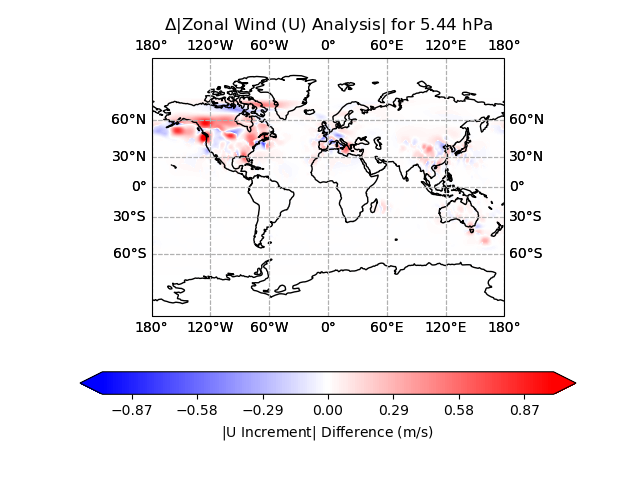 Δ|Zonal Wind (U) Analysis| for 5.44 hPa
180° 120°W 60°W 0° 60°E 120°E 180°
60°N 60°N
30°N 30°N
0° 0°
30°S 30°S
60°S 60°S
180° 120°W 60°W 0° 60°E 120°E 180°
−0.87 −0.58 −0.29 0.00 0.29 0.58 0.87
|U Increment| Difference (m/s)